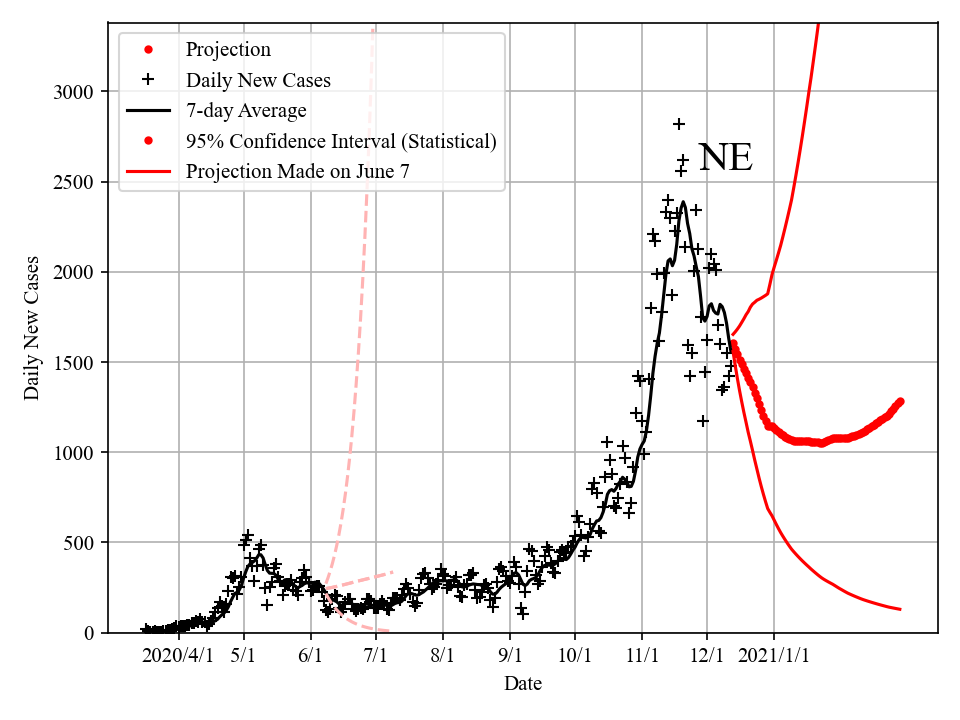 Projection
Daily New Cases
7-day Average
95% Confidence Interval (Statistical)
Projection Made on June 7
NE
3000
2500
2000
1500
1000
500
0
Daily New Cases
2020/4/1 5/1 6/1 7/1 8/1 9/1 10/1 11/1 12/1 2021/1/1
Date